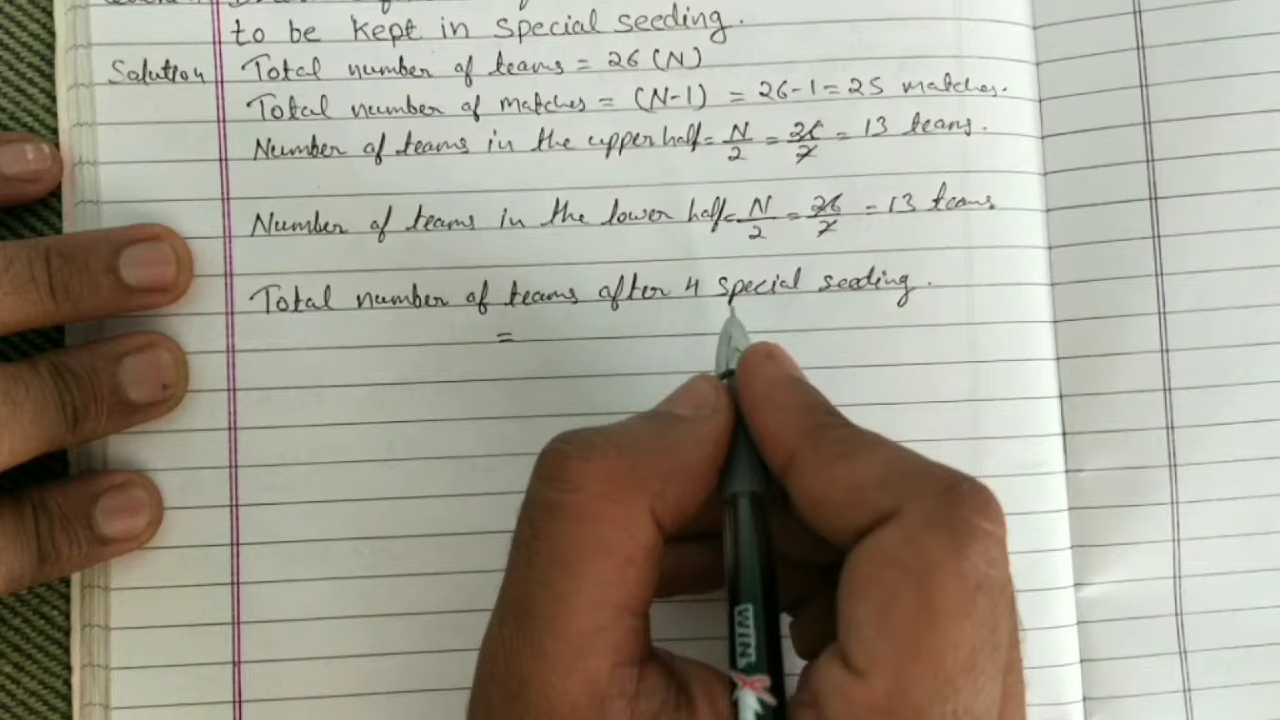 to be kept in special seeding.
Solution Total number of teams = 26 (N)
Total number of matches = (N-1) = 26-1 = 25 matches.
Number of teams in the upper half = N/2 = 26/2 = 13 teams.
Number of teams in the lower half = N/2 = 26/2 = 13 teams
Total number of teams after 4 special seeding.
=
WIN